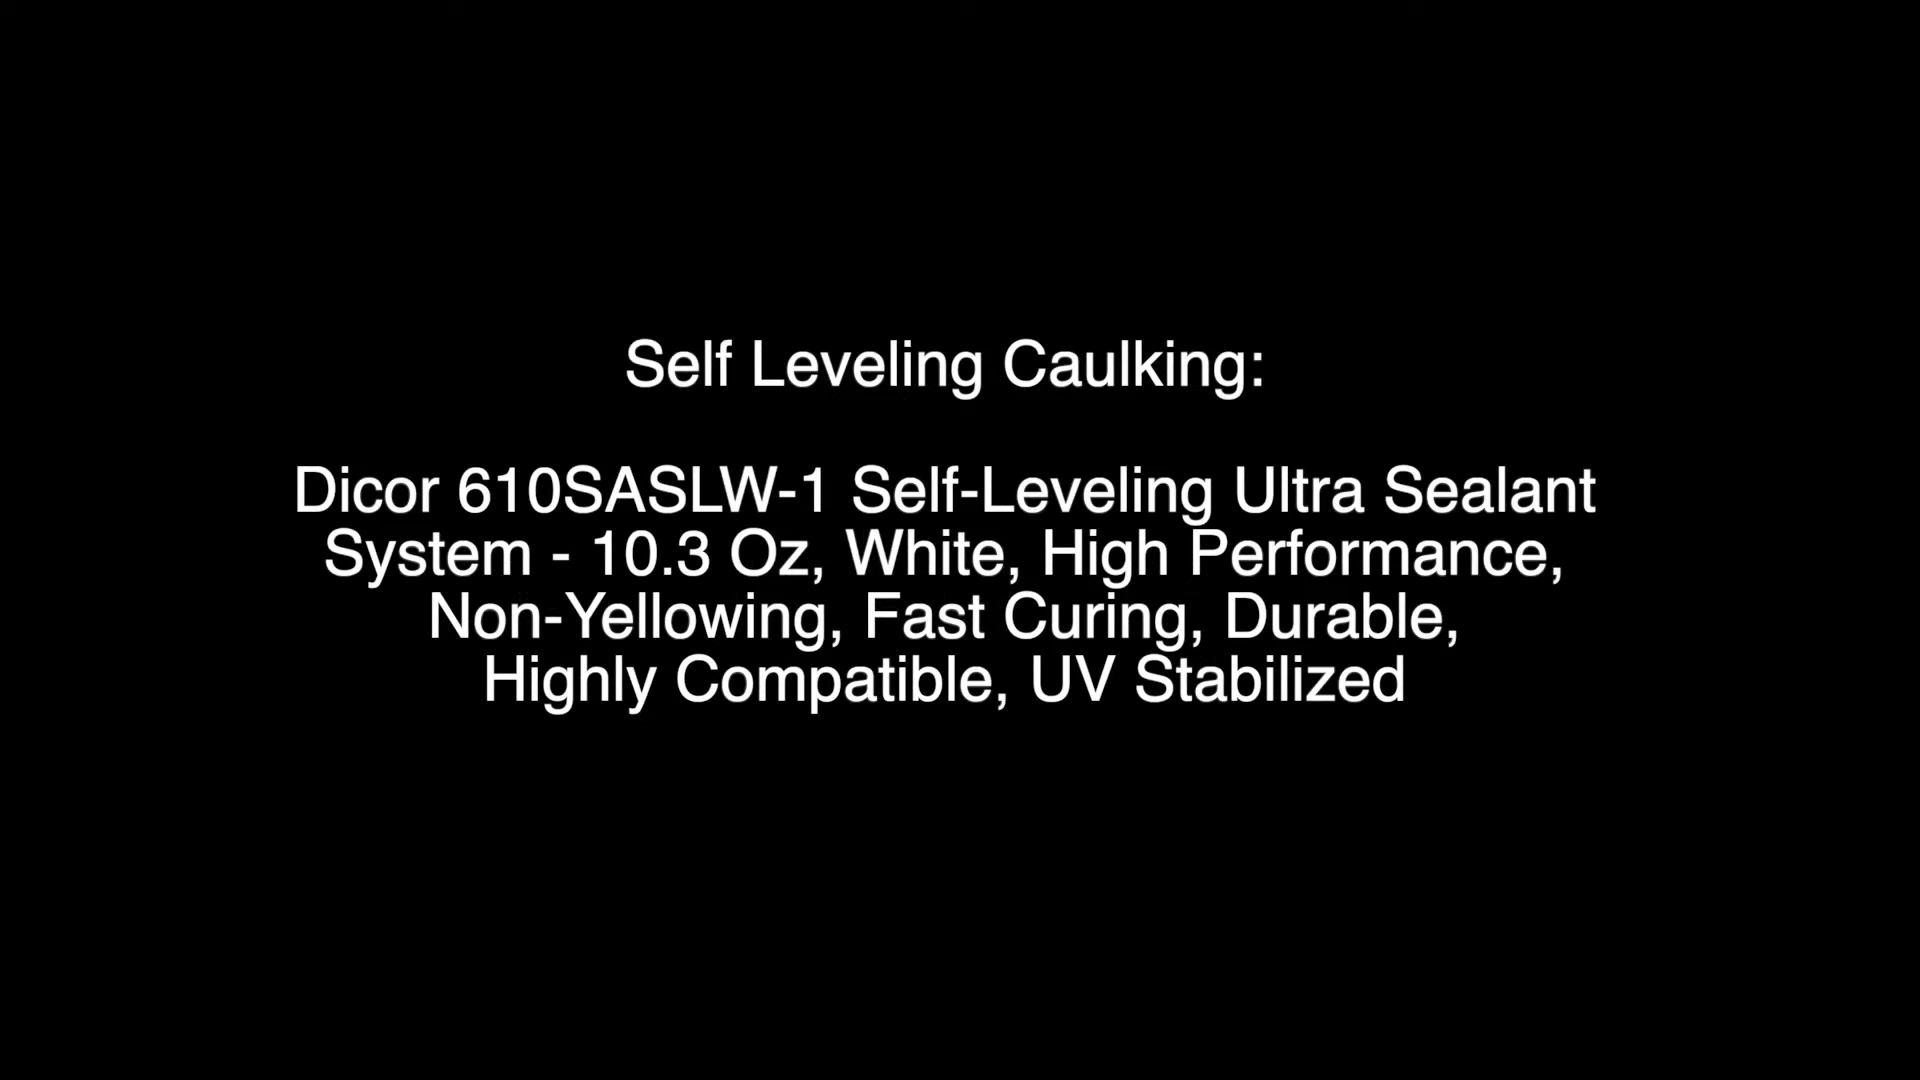 Self Leveling Caulking:
Dicor 610SASLW-1 Self-Leveling Ultra Sealant
System - 10.3 Oz, White, High Performance,
Non-Yellowing, Fast Curing, Durable,
Highly Compatible, UV Stabilized